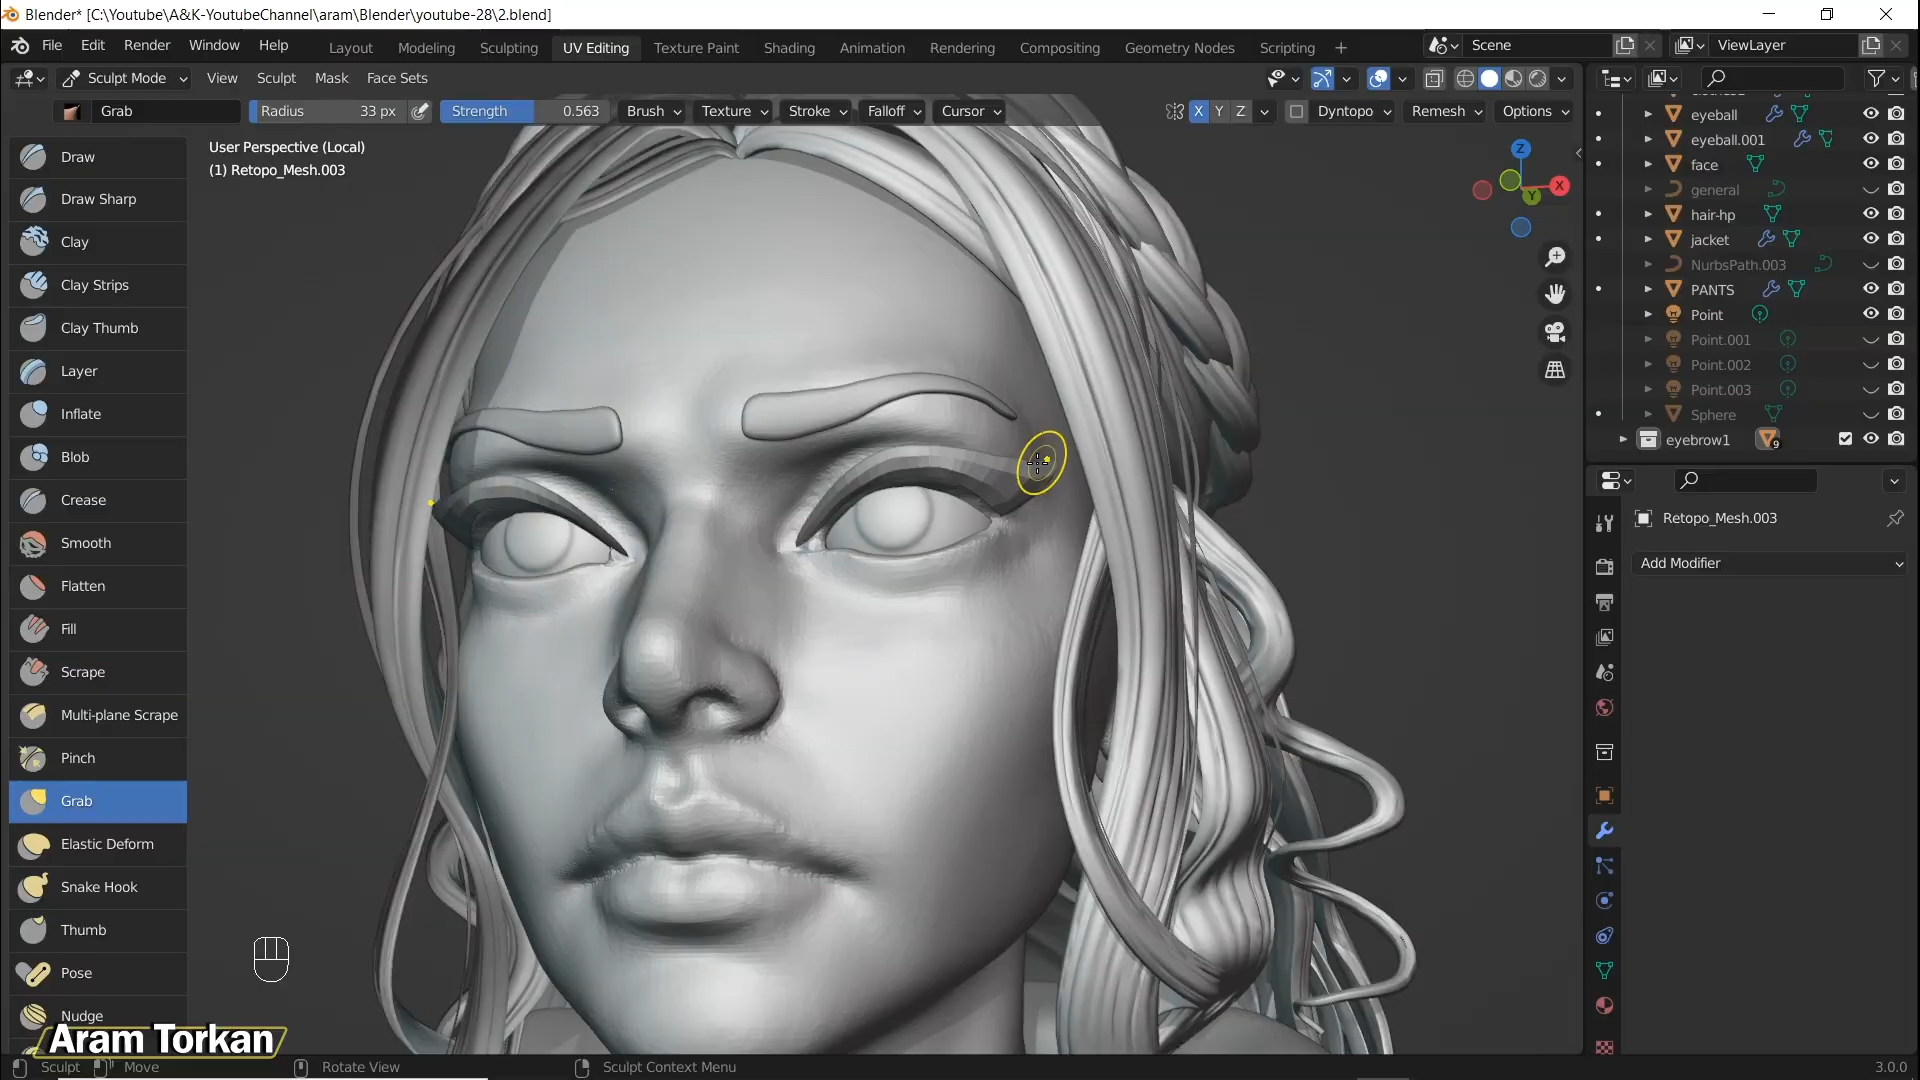 Blender* [C:\Youtube\A&K-YoutubeChannel\aram\Blender\youtube-28\2.blend]
File Edit Render Window Help Layout Modeling Sculpting UV Editing Texture Paint Shading Animation Rendering Compositing Geometry Nodes Scripting + Scene ViewLayer
Sculpt Mode View Sculpt Mask Face Sets
Grab Radius 33 px Strength 0.563 Brush Texture Stroke Falloff Cursor X Y Z Dyntopo Remesh Options
User Perspective (Local)
(1) Retopo_Mesh.003
Z
X
Y
Draw
Draw Sharp
Clay
Clay Strips
Clay Thumb
Layer
Inflate
Blob
Crease
Smooth
Flatten
Fill
Scrape
Multi-plane Scrape
Pinch
Grab
Elastic Deform
Snake Hook
Thumb
Pose
Nudge
eyeball
eyeball.001
face
general
hair-hp
jacket
NurbsPath.003
PANTS
Point
Point.001
Point.002
Point.003
Sphere
eyebrow1 9
Retopo_Mesh.003
Add Modifier
Aram Torkan
Sculpt Move Rotate View Sculpt Context Menu 3.0.0